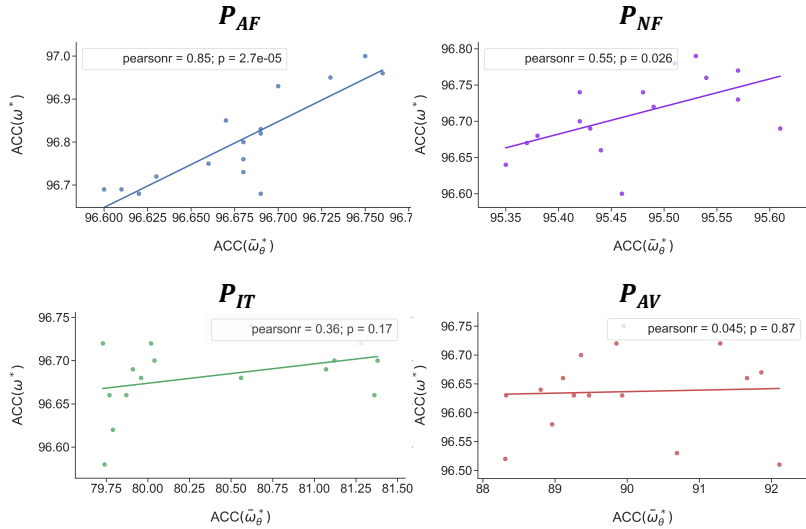 P_AF
pearsonr = 0.85; p = 2.7e-05
97.0
96.9
96.8
96.7
ACC(ω*)
96.600 96.625 96.650 96.675 96.700 96.725 96.750 96.7
ACC(ω̄*_θ)
P_NF
pearsonr = 0.55; p = 0.026
96.80
96.75
96.70
96.65
96.60
ACC(ω*)
95.35 95.40 95.45 95.50 95.55 95.60
ACC(ω̄*_θ)
P_IT
pearsonr = 0.36; p = 0.17
96.75
96.70
96.65
96.60
ACC(ω*)
79.75 80.00 80.25 80.50 80.75 81.00 81.25 81.50
ACC(ω̄*_θ)
P_AV
pearsonr = 0.045; p = 0.87
96.75
96.70
96.65
96.60
96.55
96.50
ACC(ω*)
88 89 90 91 92
ACC(ω̄*_θ)